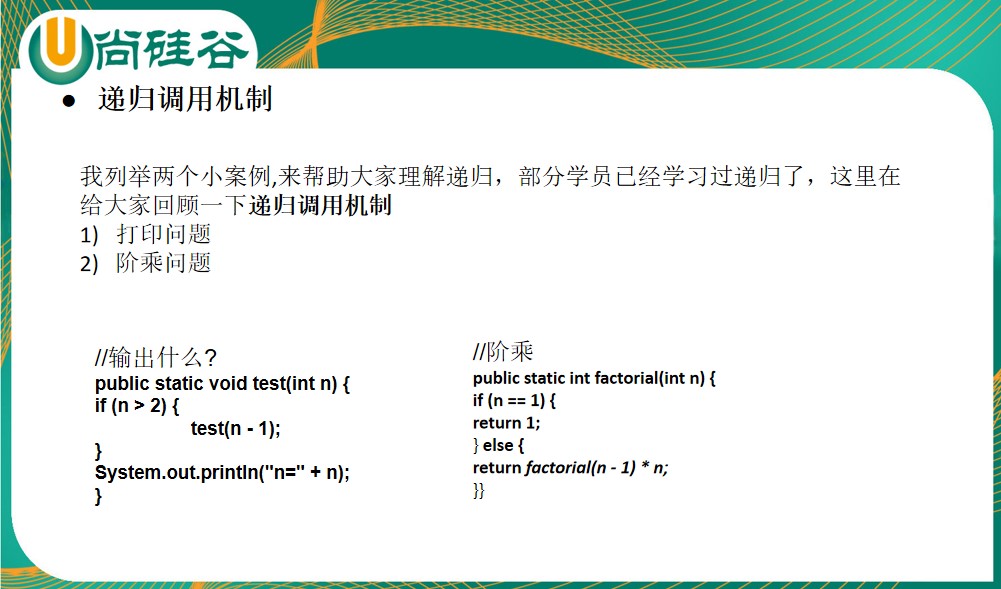 尚硅谷
● 递归调用机制
我列举两个小案例,来帮助大家理解递归，部分学员已经学习过递归了，这里在
给大家回顾一下递归调用机制
1) 打印问题
2) 阶乘问题
//输出什么?
public static void test(int n) {
if (n > 2) {
test(n - 1);
}
System.out.println("n=" + n);
}
//阶乘
public static int factorial(int n) {
if (n == 1) {
return 1;
} else {
return factorial(n - 1) * n;
}}